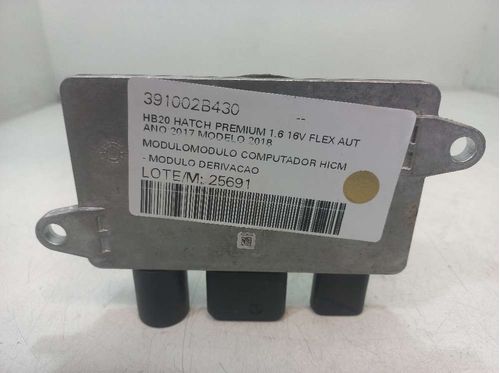 391002B430
--
HB20 HATCH PREMIUM 1.6 16V FLEX AUT
ANO 2017 MODELO 2018
MODULOMODULO COMPUTADOR HICM
- MODULO DERIVACAO
LOTE/M: 25691